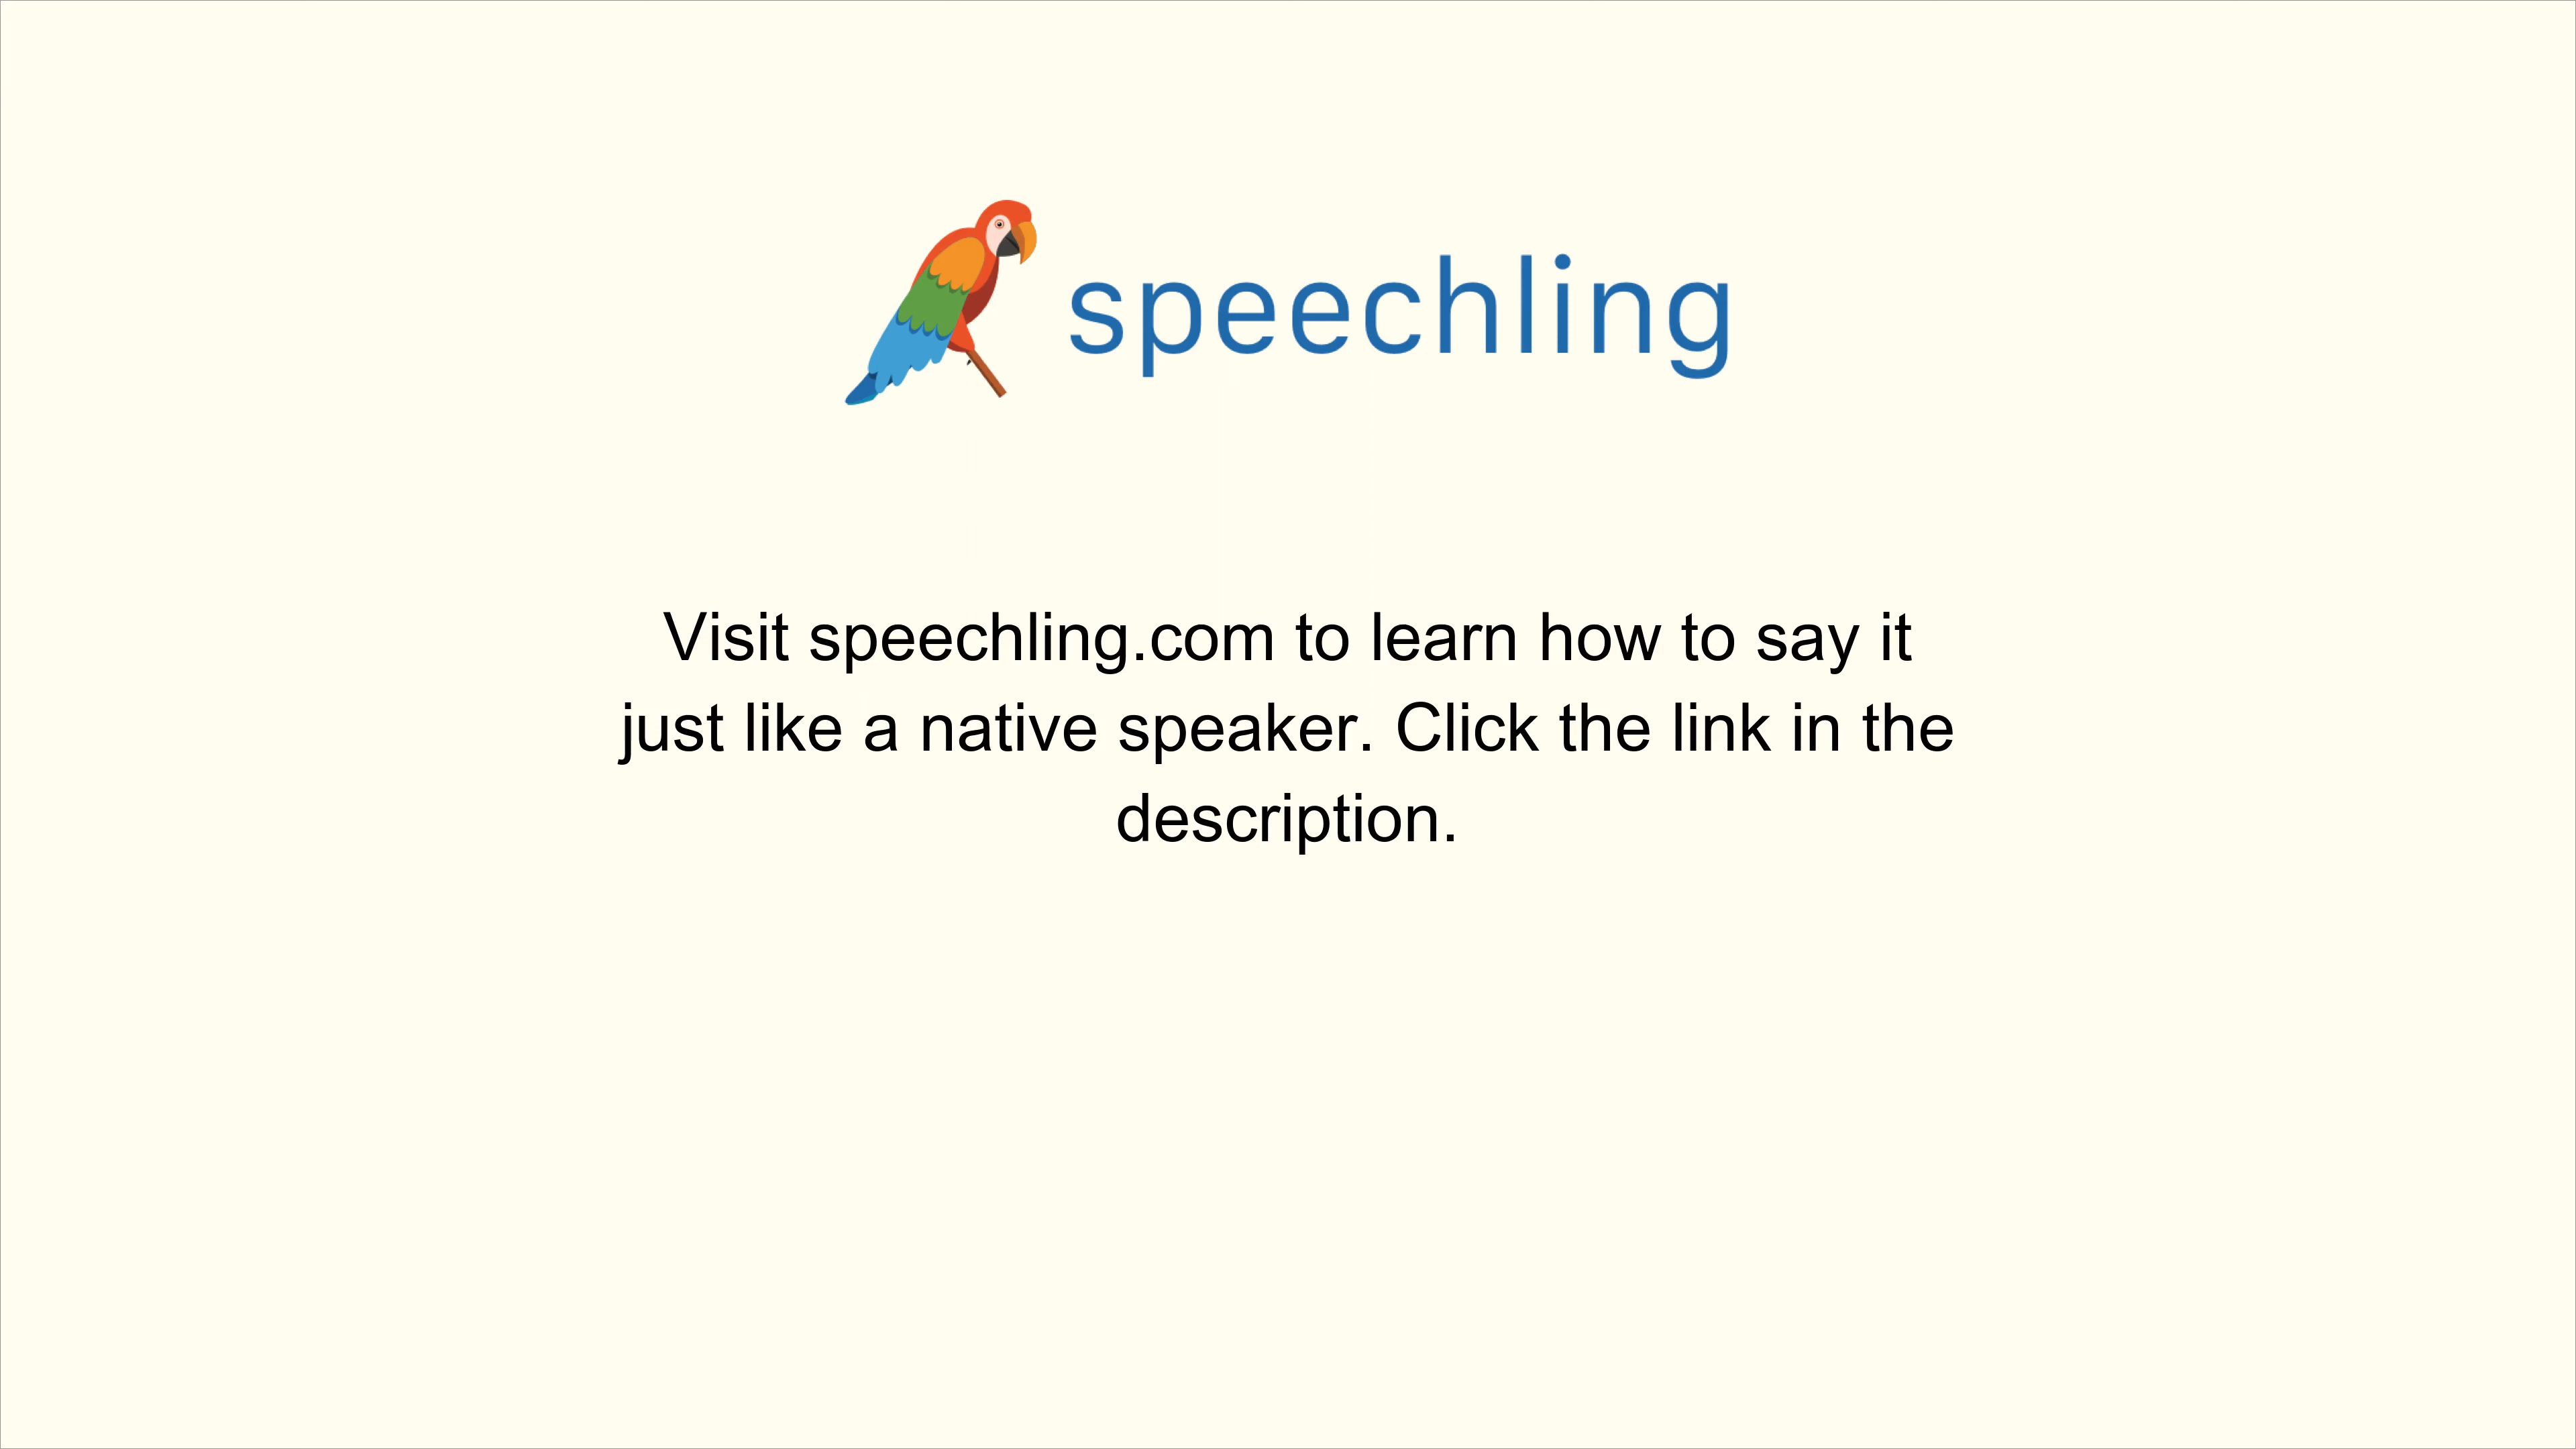 speechling
Visit speechling.com to learn how to say it
just like a native speaker. Click the link in the
description.